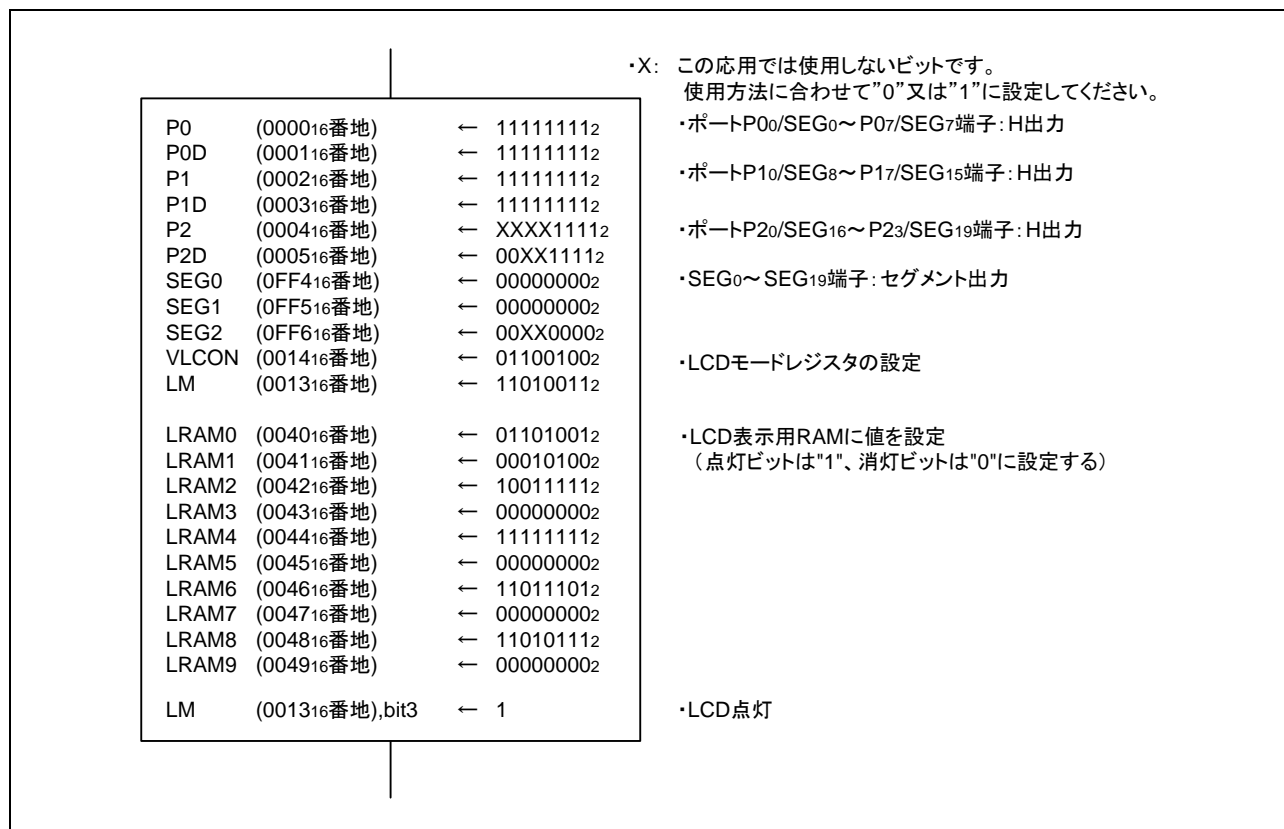 ・X： この応用では使用しないビットです。
使用方法に合わせて”0”又は”1”に設定してください。
P0 (000016番地) ← 111111112 ・ポートP00/SEG0～P07/SEG7端子：H出力
P0D (000116番地) ← 111111112
P1 (000216番地) ← 111111112 ・ポートP10/SEG8～P17/SEG15端子：H出力
P1D (000316番地) ← 111111112
P2 (000416番地) ← XXXX11112 ・ポートP20/SEG16～P23/SEG19端子：H出力
P2D (000516番地) ← 00XX11112
SEG0 (0FF416番地) ← 000000002 ・SEG0～SEG19端子：セグメント出力
SEG1 (0FF516番地) ← 000000002
SEG2 (0FF616番地) ← 00XX00002
VLCON (001416番地) ← 011001002 ・LCDモードレジスタの設定
LM (001316番地) ← 110100112
LRAM0 (004016番地) ← 011010012 ・LCD表示用RAMに値を設定
LRAM1 (004116番地) ← 000101002 （点灯ビットは"1"、消灯ビットは"0"に設定する）
LRAM2 (004216番地) ← 100111112
LRAM3 (004316番地) ← 000000002
LRAM4 (004416番地) ← 111111112
LRAM5 (004516番地) ← 000000002
LRAM6 (004616番地) ← 110111012
LRAM7 (004716番地) ← 000000002
LRAM8 (004816番地) ← 110101112
LRAM9 (004916番地) ← 000000002
LM (001316番地),bit3 ← 1 ・LCD点灯